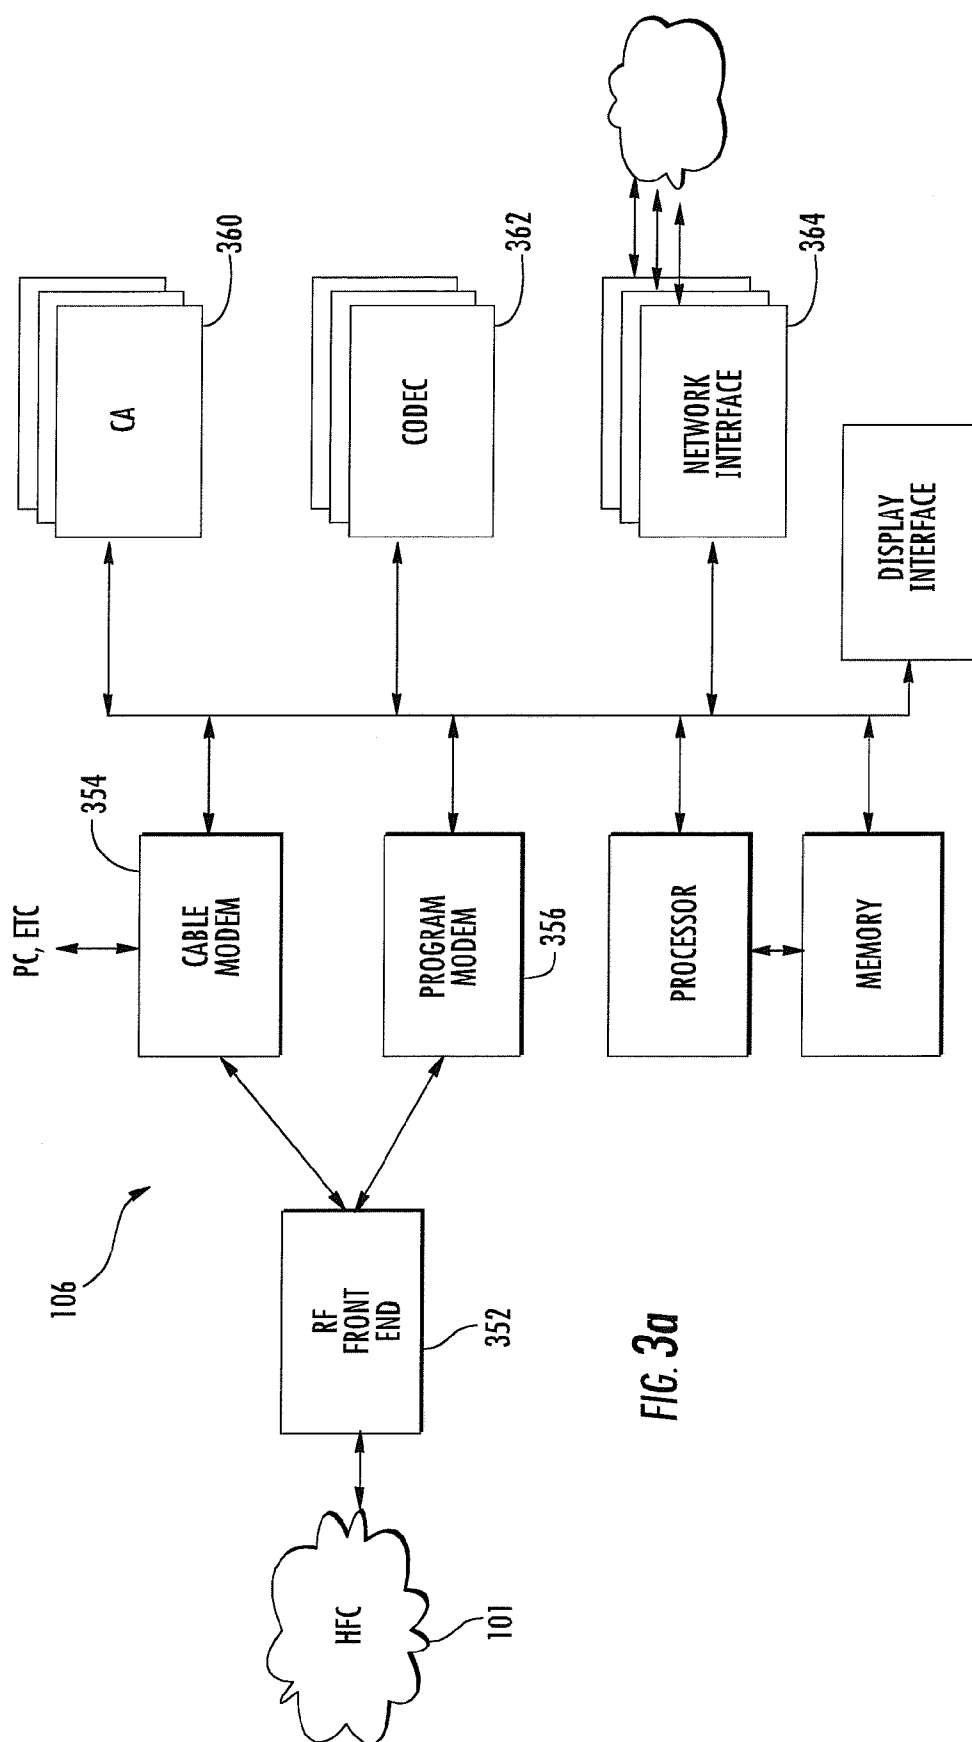 106
PC, ETC
354
CABLE
MODEM
CA
360
HFC
101
RF
FRONT
END
352
PROGRAM
MODEM
356
CODEC
362
PROCESSOR
NETWORK
INTERFACE
364
MEMORY
DISPLAY
INTERFACE
FIG. 3a